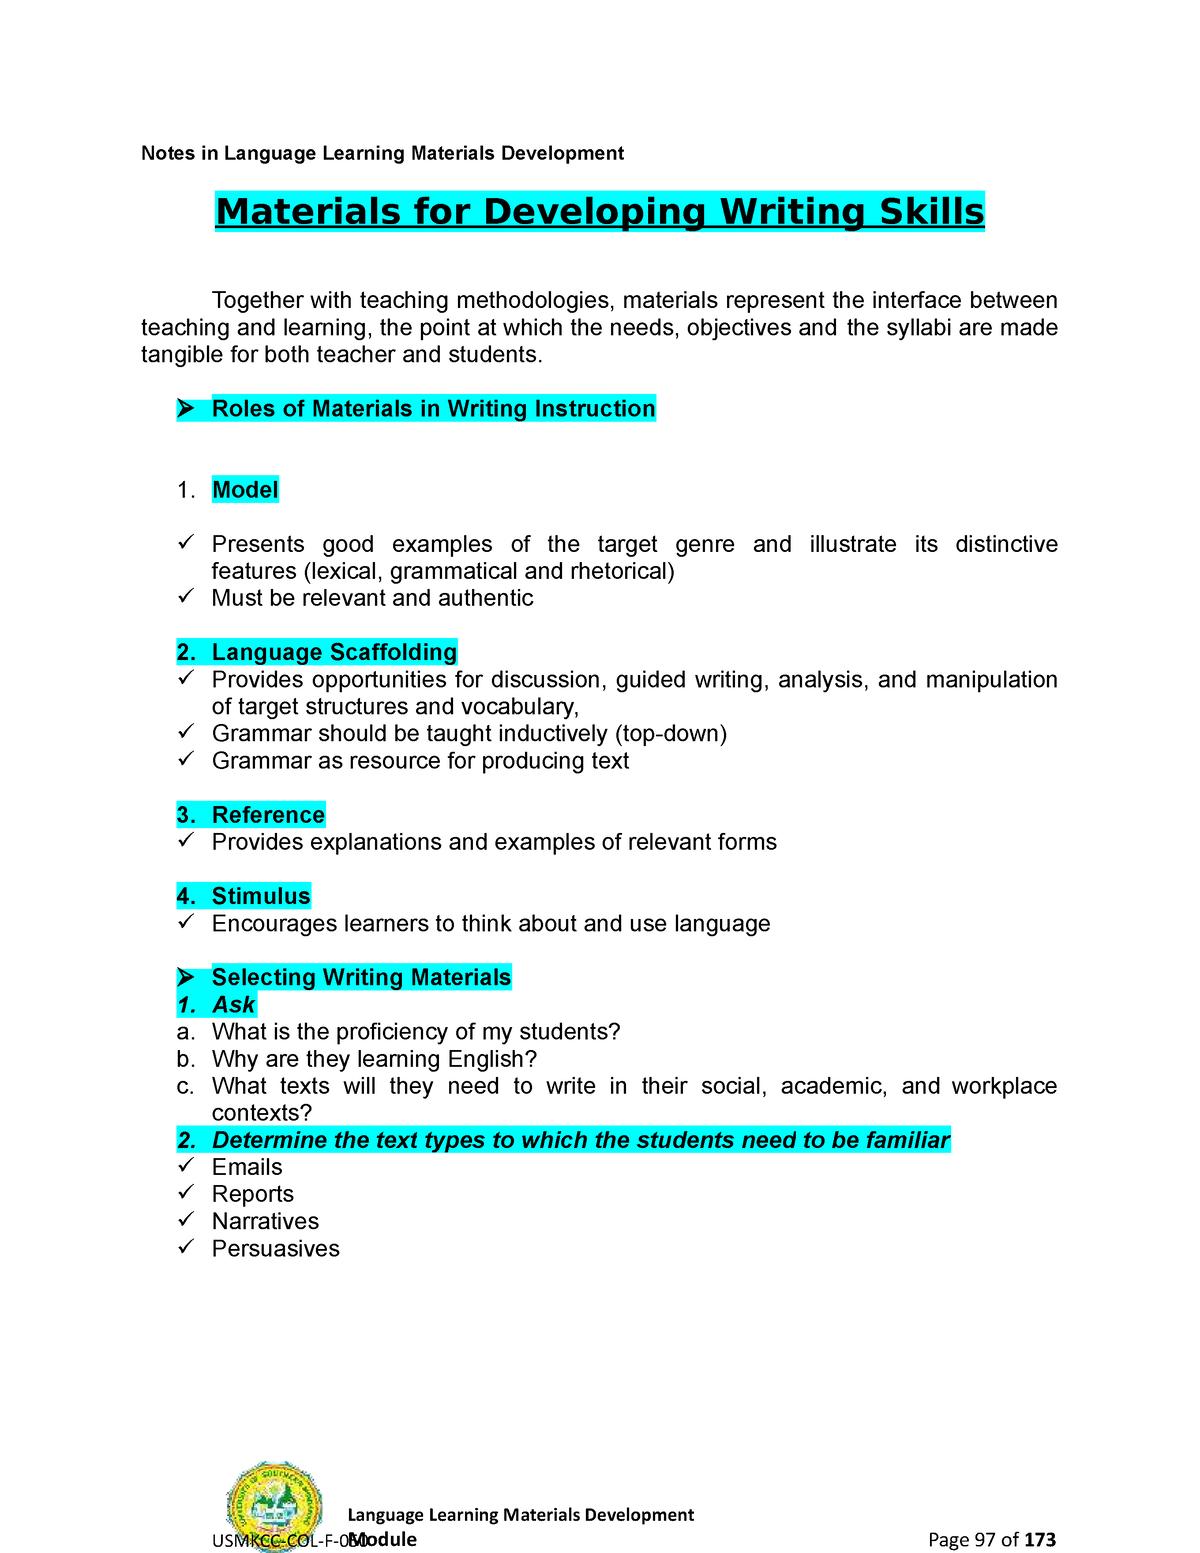 Notes in Language Learning Materials Development
Materials for Developing Writing Skills
Together with teaching methodologies, materials represent the interface between
teaching and learning, the point at which the needs, objectives and the syllabi are made
tangible for both teacher and students.
➢ Roles of Materials in Writing Instruction
1. Model
✓ Presents good examples of the target genre and illustrate its distinctive
features (lexical, grammatical and rhetorical)
✓ Must be relevant and authentic
2. Language Scaffolding
✓ Provides opportunities for discussion, guided writing, analysis, and manipulation
of target structures and vocabulary,
✓ Grammar should be taught inductively (top-down)
✓ Grammar as resource for producing text
3. Reference
✓ Provides explanations and examples of relevant forms
4. Stimulus
✓ Encourages learners to think about and use language
➢ Selecting Writing Materials
1. Ask
a. What is the proficiency of my students?
b. Why are they learning English?
c. What texts will they need to write in their social, academic, and workplace
contexts?
2. Determine the text types to which the students need to be familiar
✓ Emails
✓ Reports
✓ Narratives
✓ Persuasives
Language Learning Materials Development
Module
Page 97 of 173